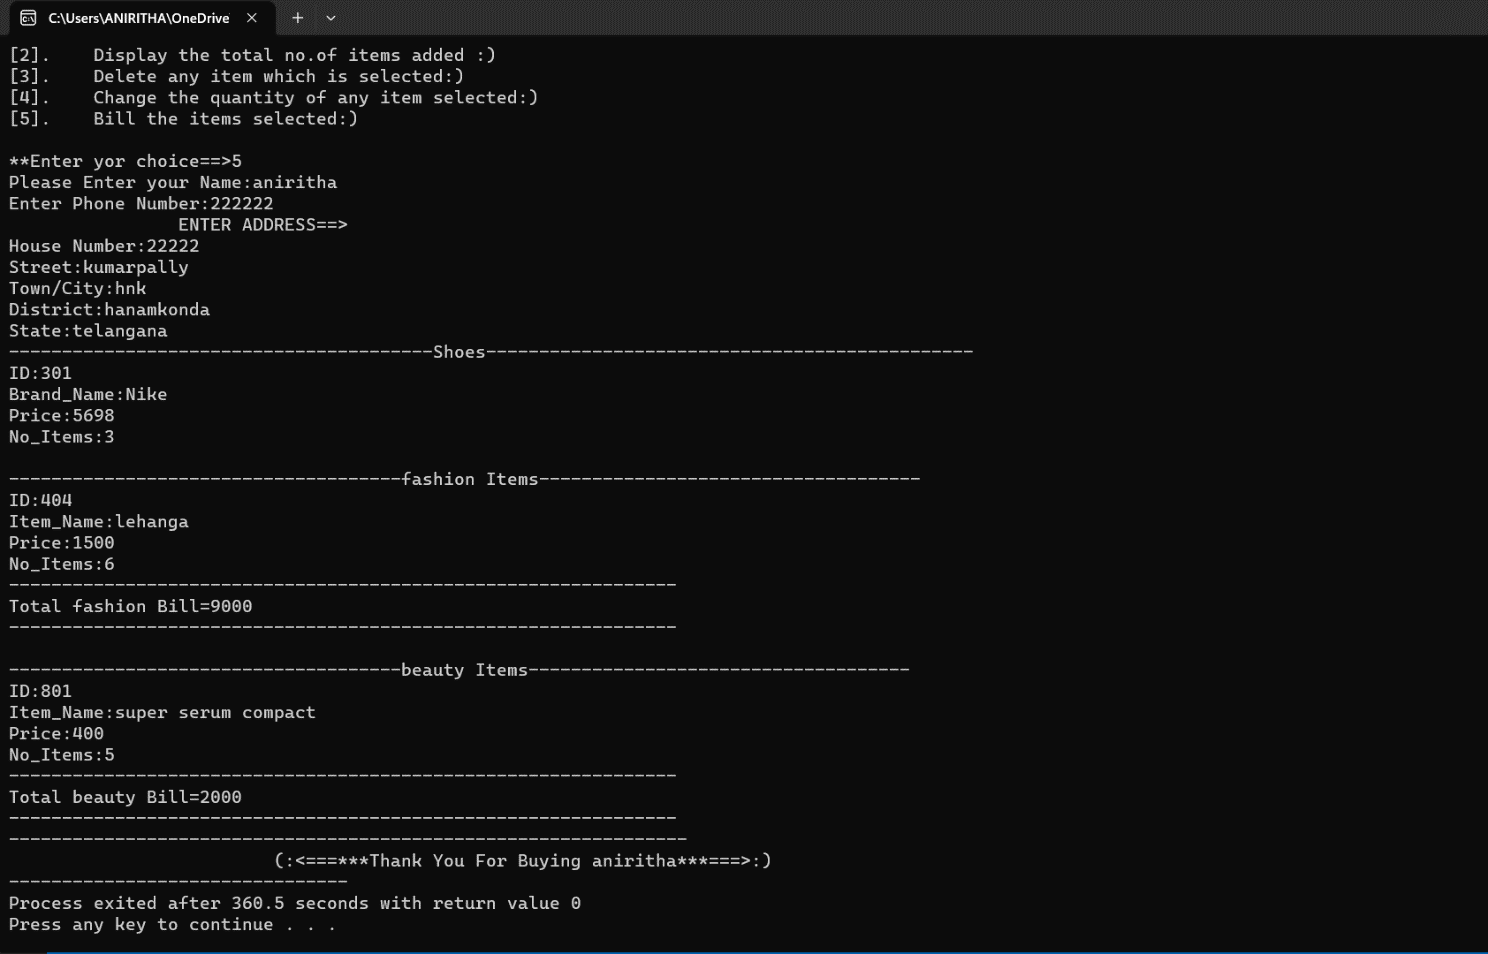 C:\Users\ANIRITHA\OneDrive
[2].    Display the total no.of items added :)
[3].    Delete any item which is selected:)
[4].    Change the quantity of any item selected:)
[5].    Bill the items selected:)
**Enter yor choice==>5
Please Enter your Name:aniritha
Enter Phone Number:222222
                ENTER ADDRESS==>
House Number:22222
Street:kumarpally
Town/City:hnk
District:hanamkonda
State:telangana
----------------------------------------Shoes----------------------------------------------
ID:301
Brand_Name:Nike
Price:5698
No_Items:3
-------------------------------------fashion Items------------------------------------
ID:404
Item_Name:lehanga
Price:1500
No_Items:6
---------------------------------------------------------------
Total fashion Bill=9000
---------------------------------------------------------------
-------------------------------------beauty Items------------------------------------
ID:801
Item_Name:super serum compact
Price:400
No_Items:5
---------------------------------------------------------------
Total beauty Bill=2000
---------------------------------------------------------------
----------------------------------------------------------------
                         (:<===***Thank You For Buying aniritha***===>:)
--------------------------------
Process exited after 360.5 seconds with return value 0
Press any key to continue . . .